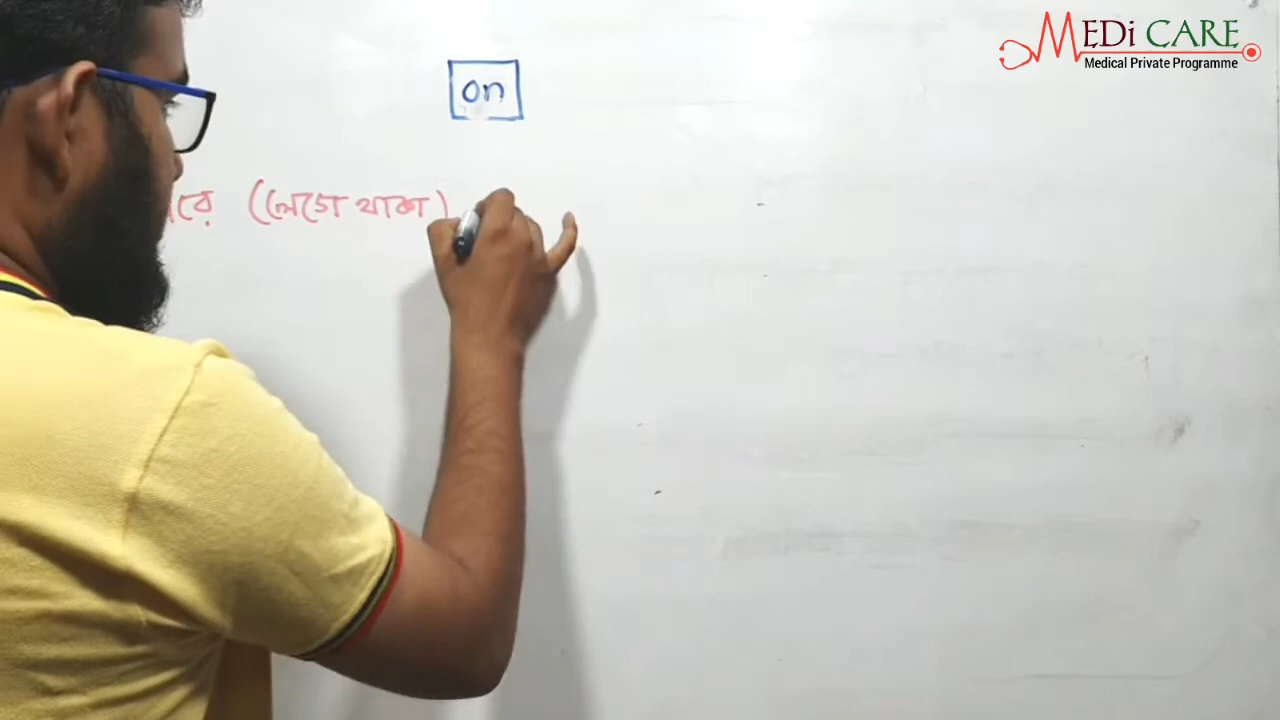 MEDi CARE
Medical Private Programme
on
(লেগে থাকা)